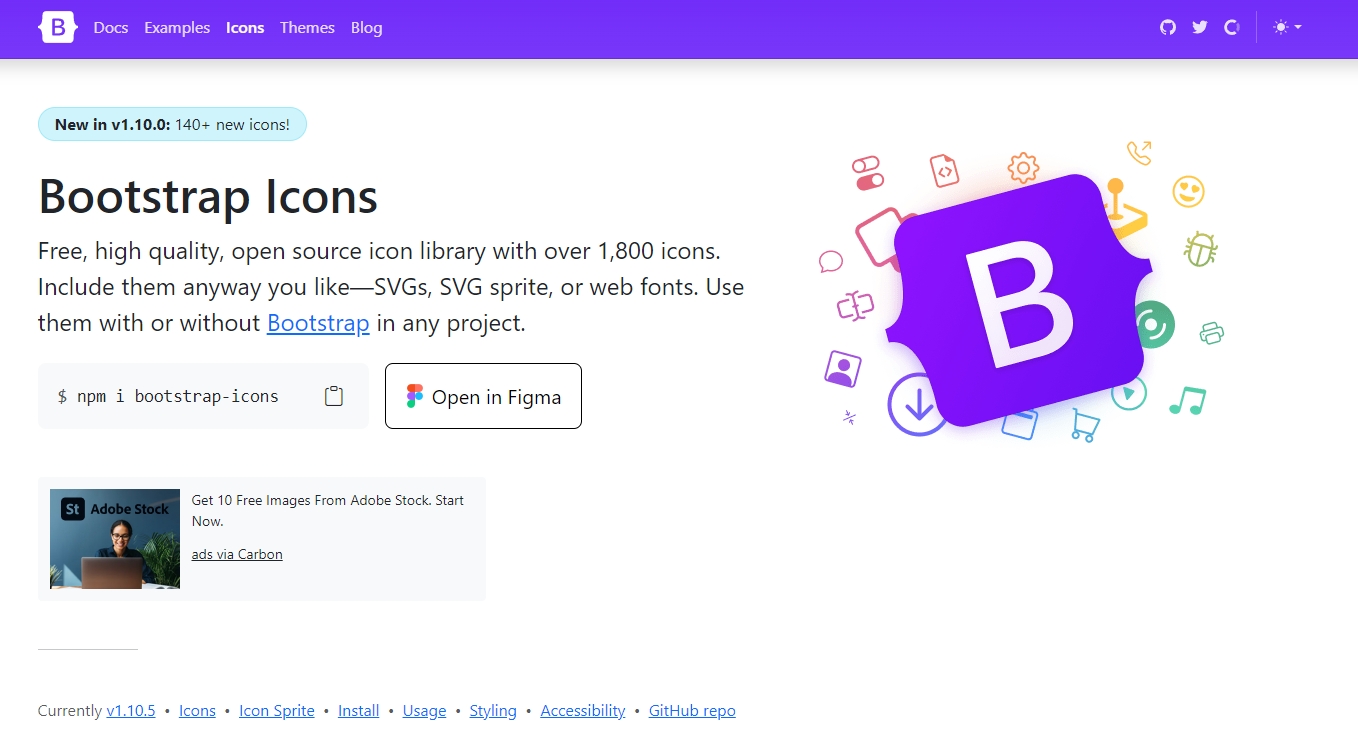 B Docs Examples Icons Themes Blog
New in v1.10.0: 140+ new icons!
Bootstrap Icons
Free, high quality, open source icon library with over 1,800 icons.
Include them anyway you like—SVGs, SVG sprite, or web fonts. Use
them with or without Bootstrap in any project.
$ npm i bootstrap-icons
Open in Figma
B
St Adobe Stock
Get 10 Free Images From Adobe Stock. Start
Now.
ads via Carbon
Currently v1.10.5 • Icons • Icon Sprite • Install • Usage • Styling • Accessibility • GitHub repo